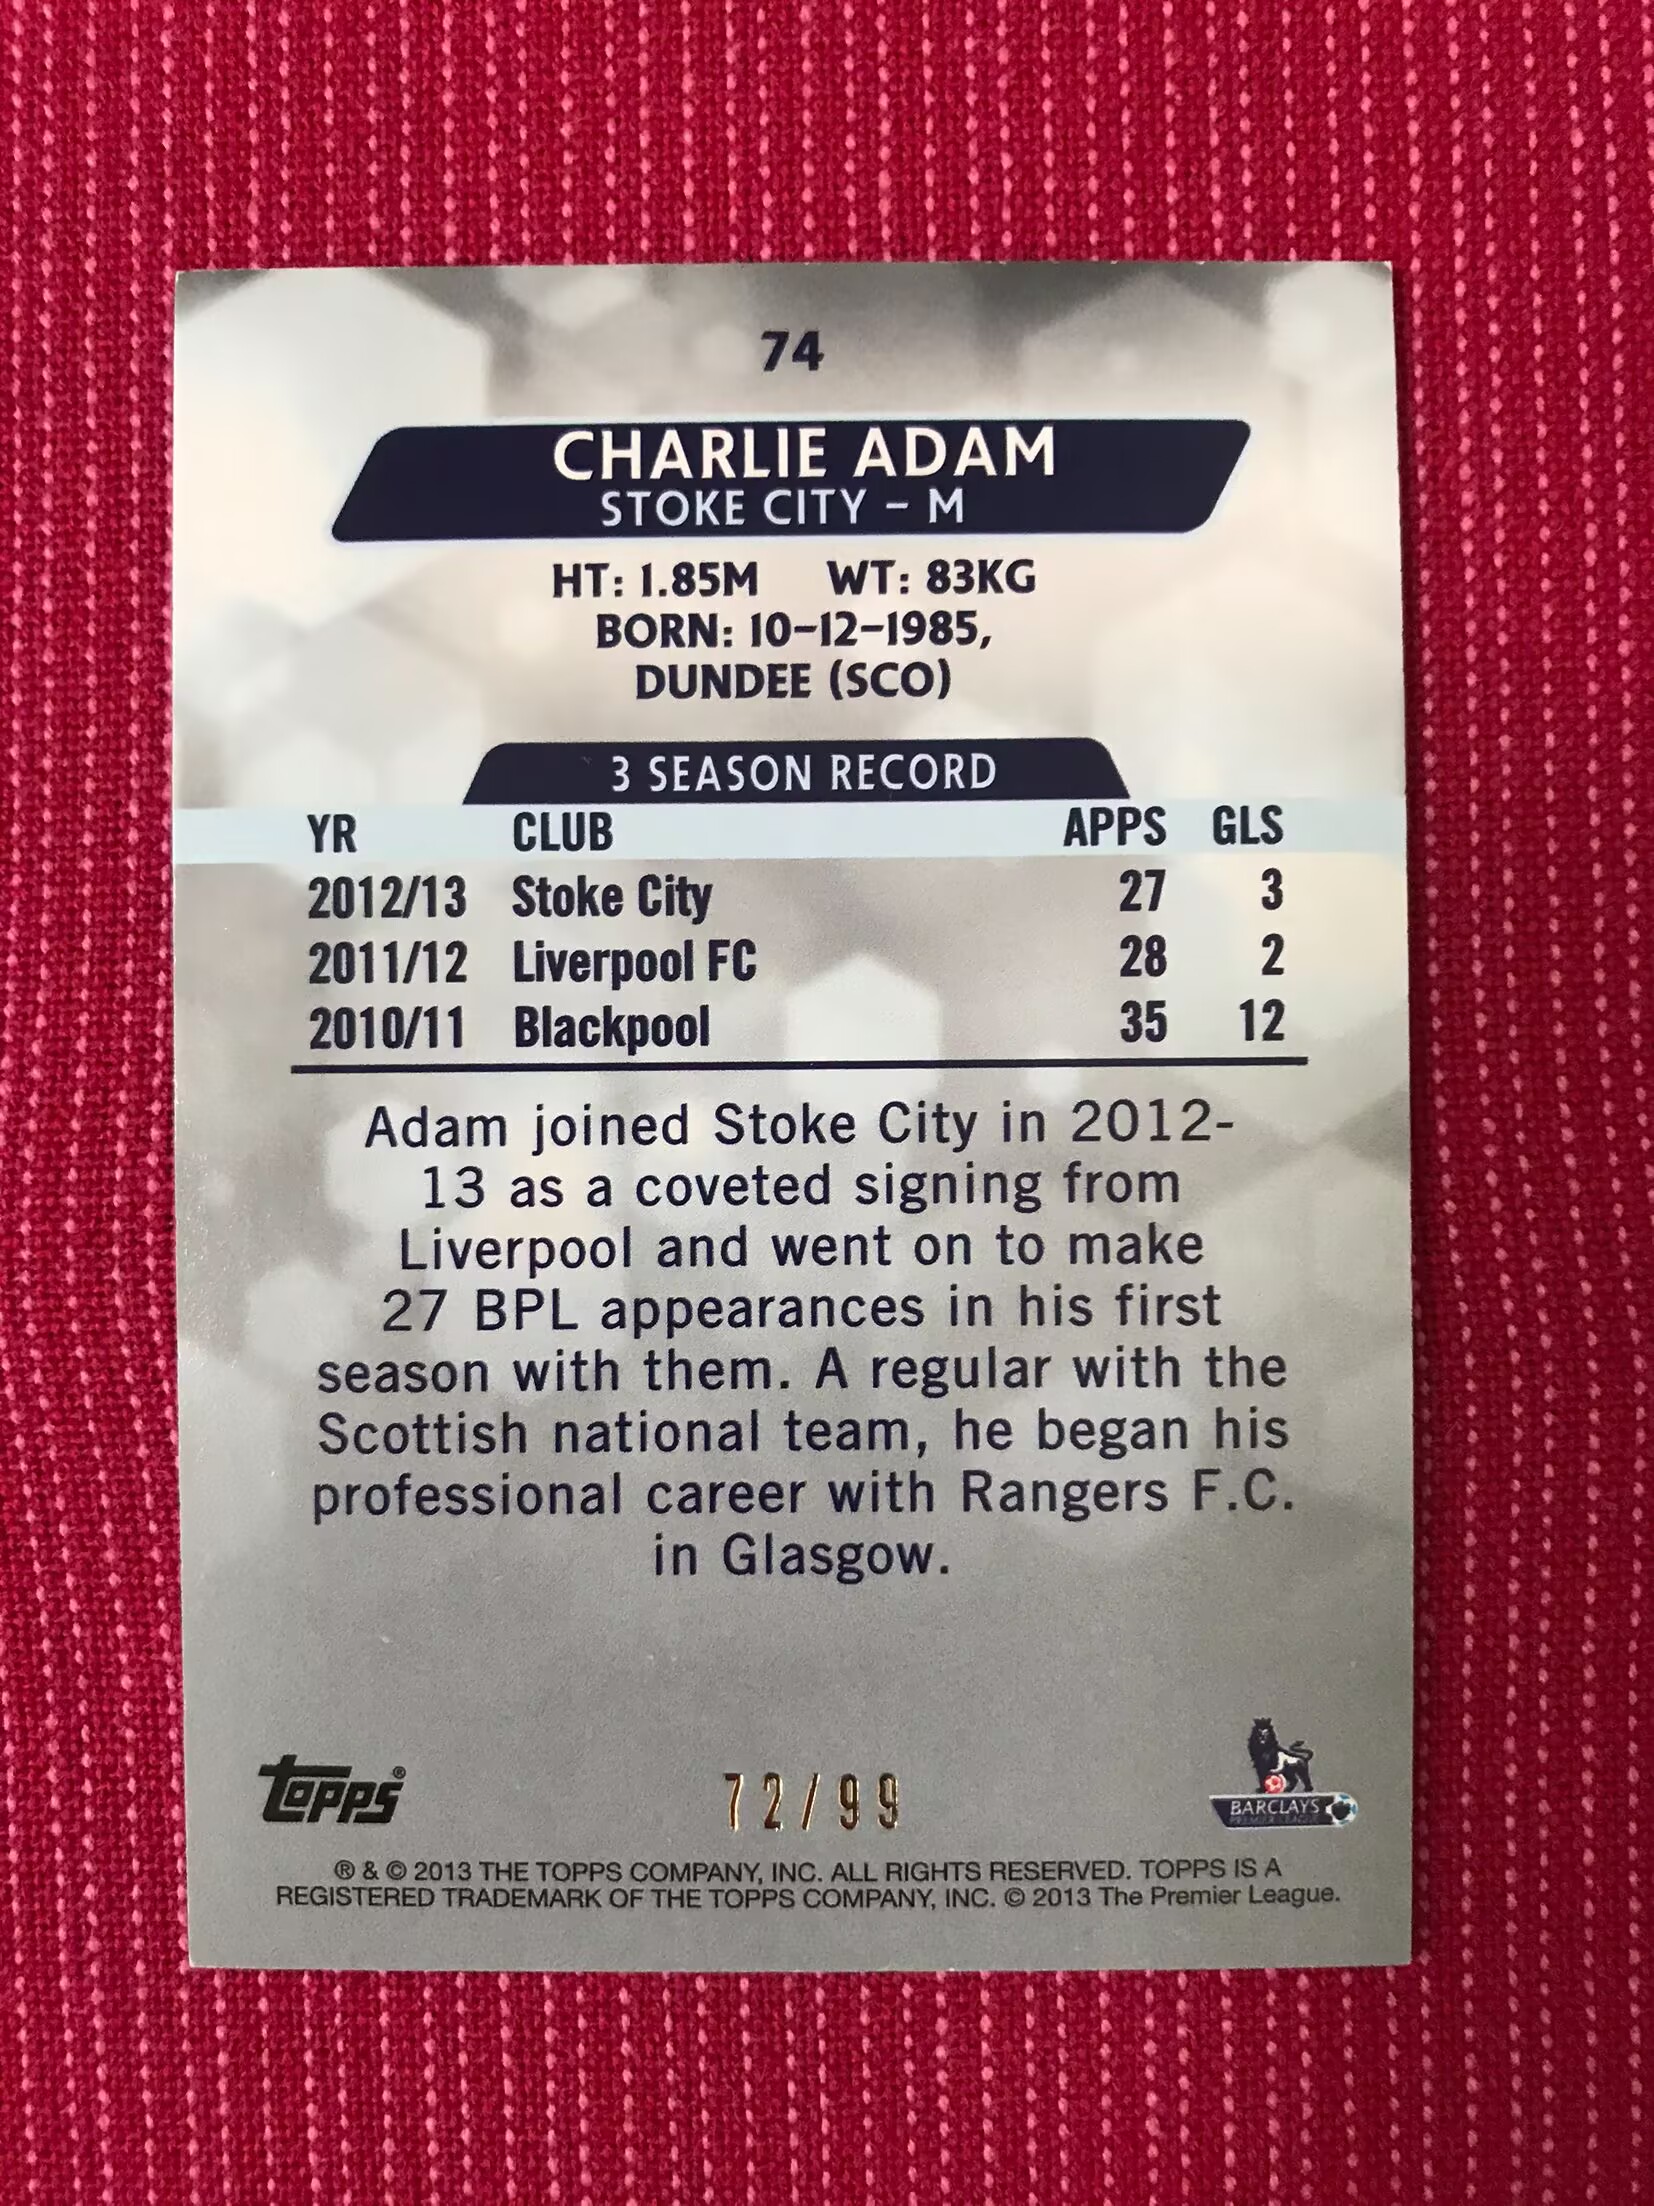 74
CHARLIE ADAM
STOKE CITY – M
HT: 1.85M WT: 83KG
BORN: 10-12-1985,
DUNDEE (SCO)
3 SEASON RECORD
YR CLUB APPS GLS
2012/13 Stoke City 27 3
2011/12 Liverpool FC 28 2
2010/11 Blackpool 35 12
Adam joined Stoke City in 2012-
13 as a coveted signing from
Liverpool and went on to make
27 BPL appearances in his first
season with them. A regular with the
Scottish national team, he began his
professional career with Rangers F.C.
in Glasgow.
topps®
72/99
BARCLAYS
PREMIER LEAGUE
® & © 2013 THE TOPPS COMPANY, INC. ALL RIGHTS RESERVED. TOPPS IS A
REGISTERED TRADEMARK OF THE TOPPS COMPANY, INC. © 2013 The Premier League.